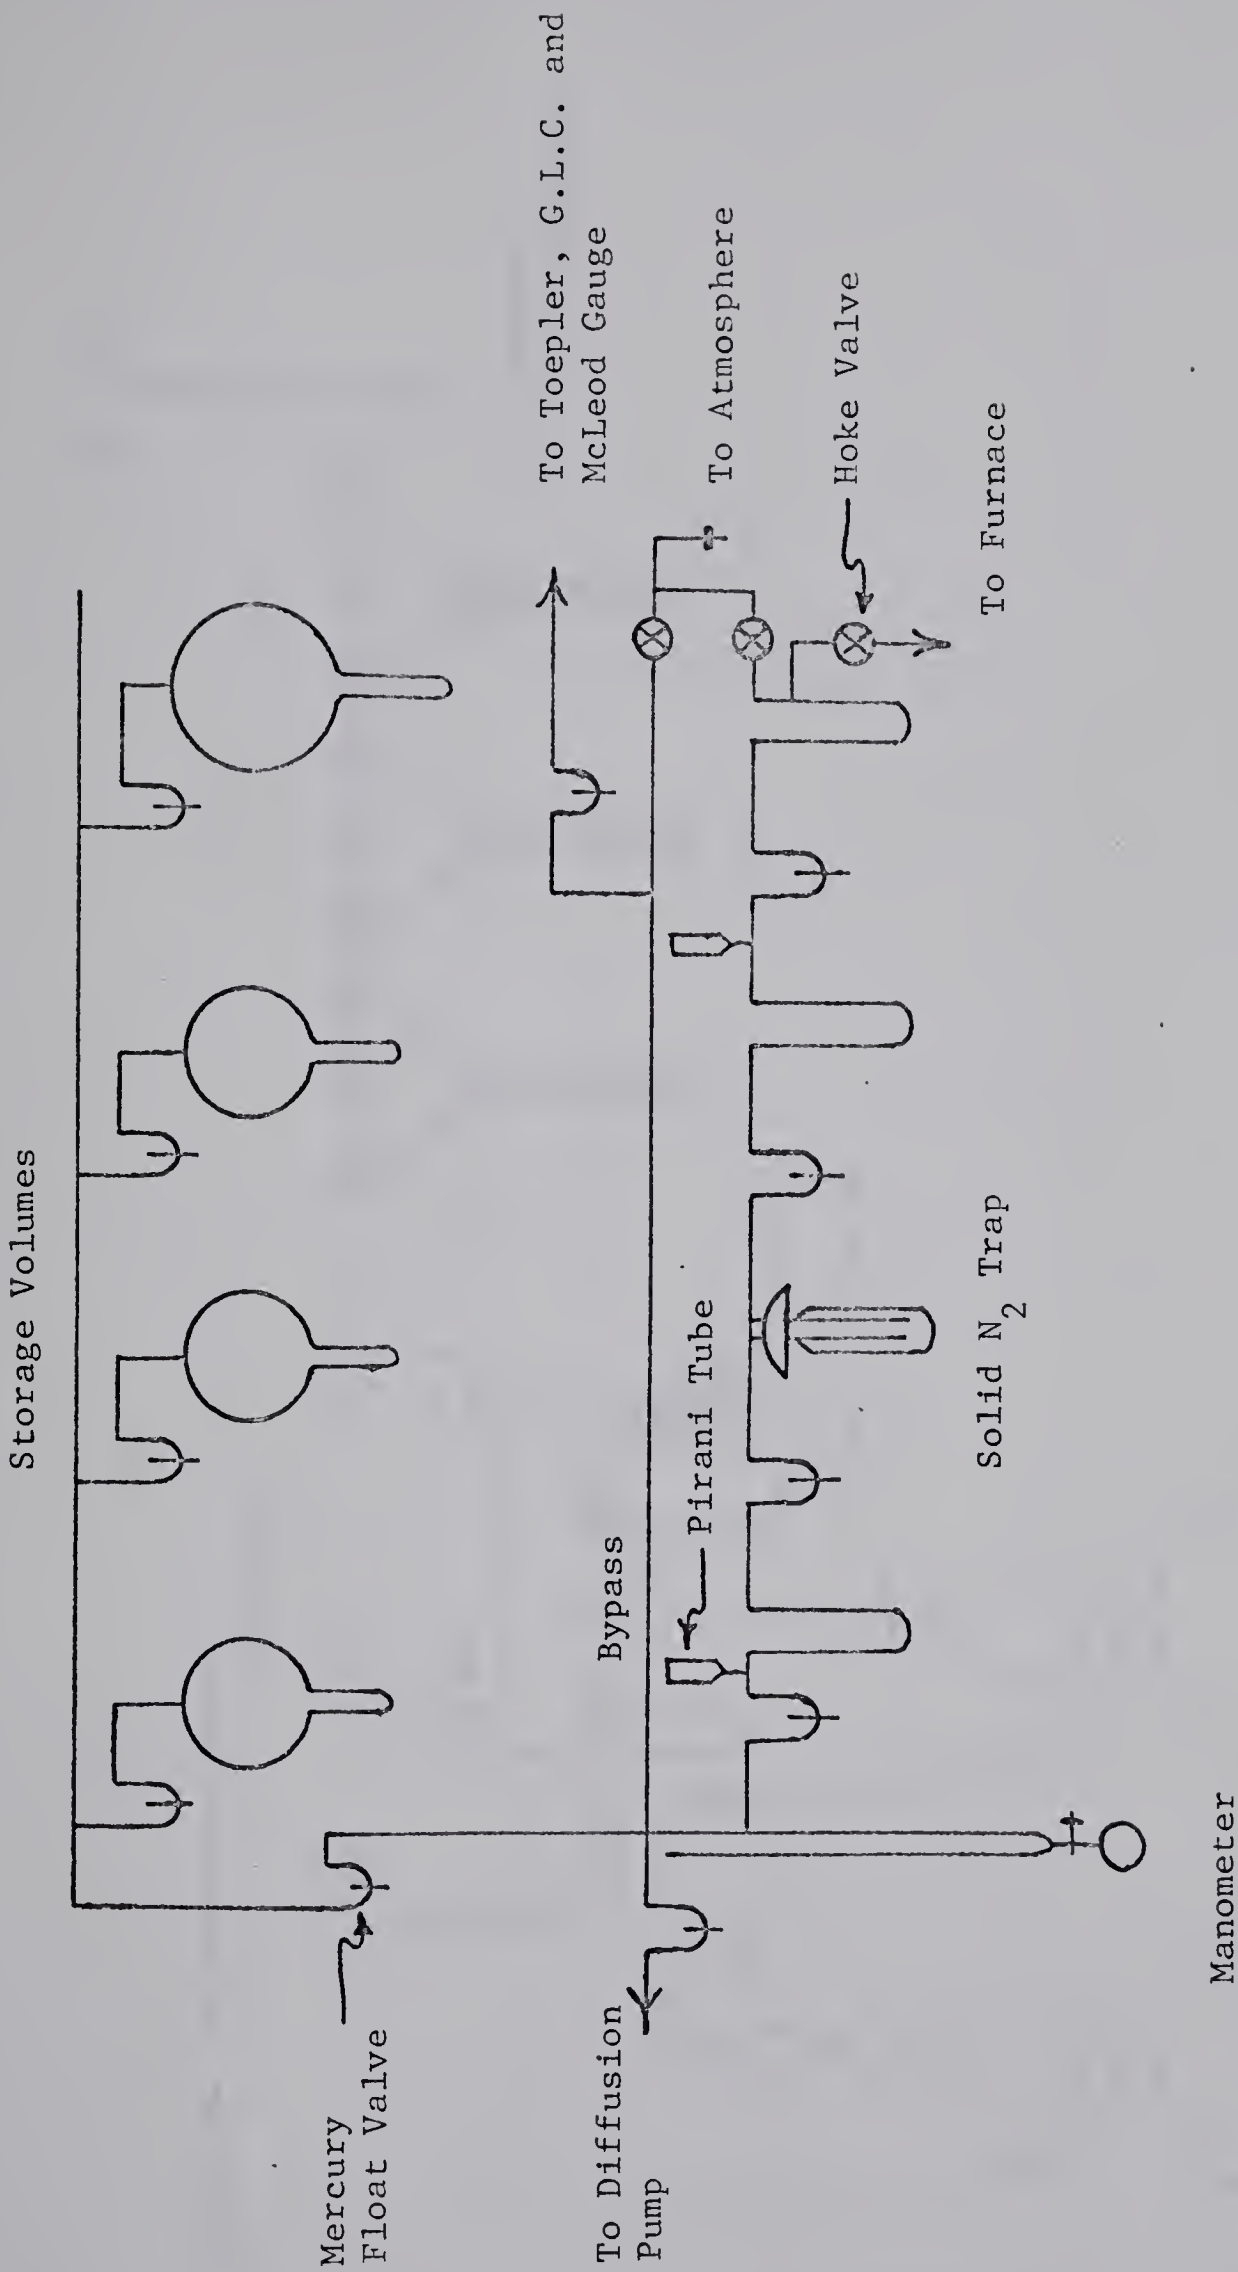 Storage Volumes
Mercury
Float Valve
To Toepler, G.L.C. and
McLeod Gauge
To Diffusion
Pump
Bypass
Pirani Tube
To Atmosphere
Hoke Valve
Solid N2 Trap
To Furnace
Manometer